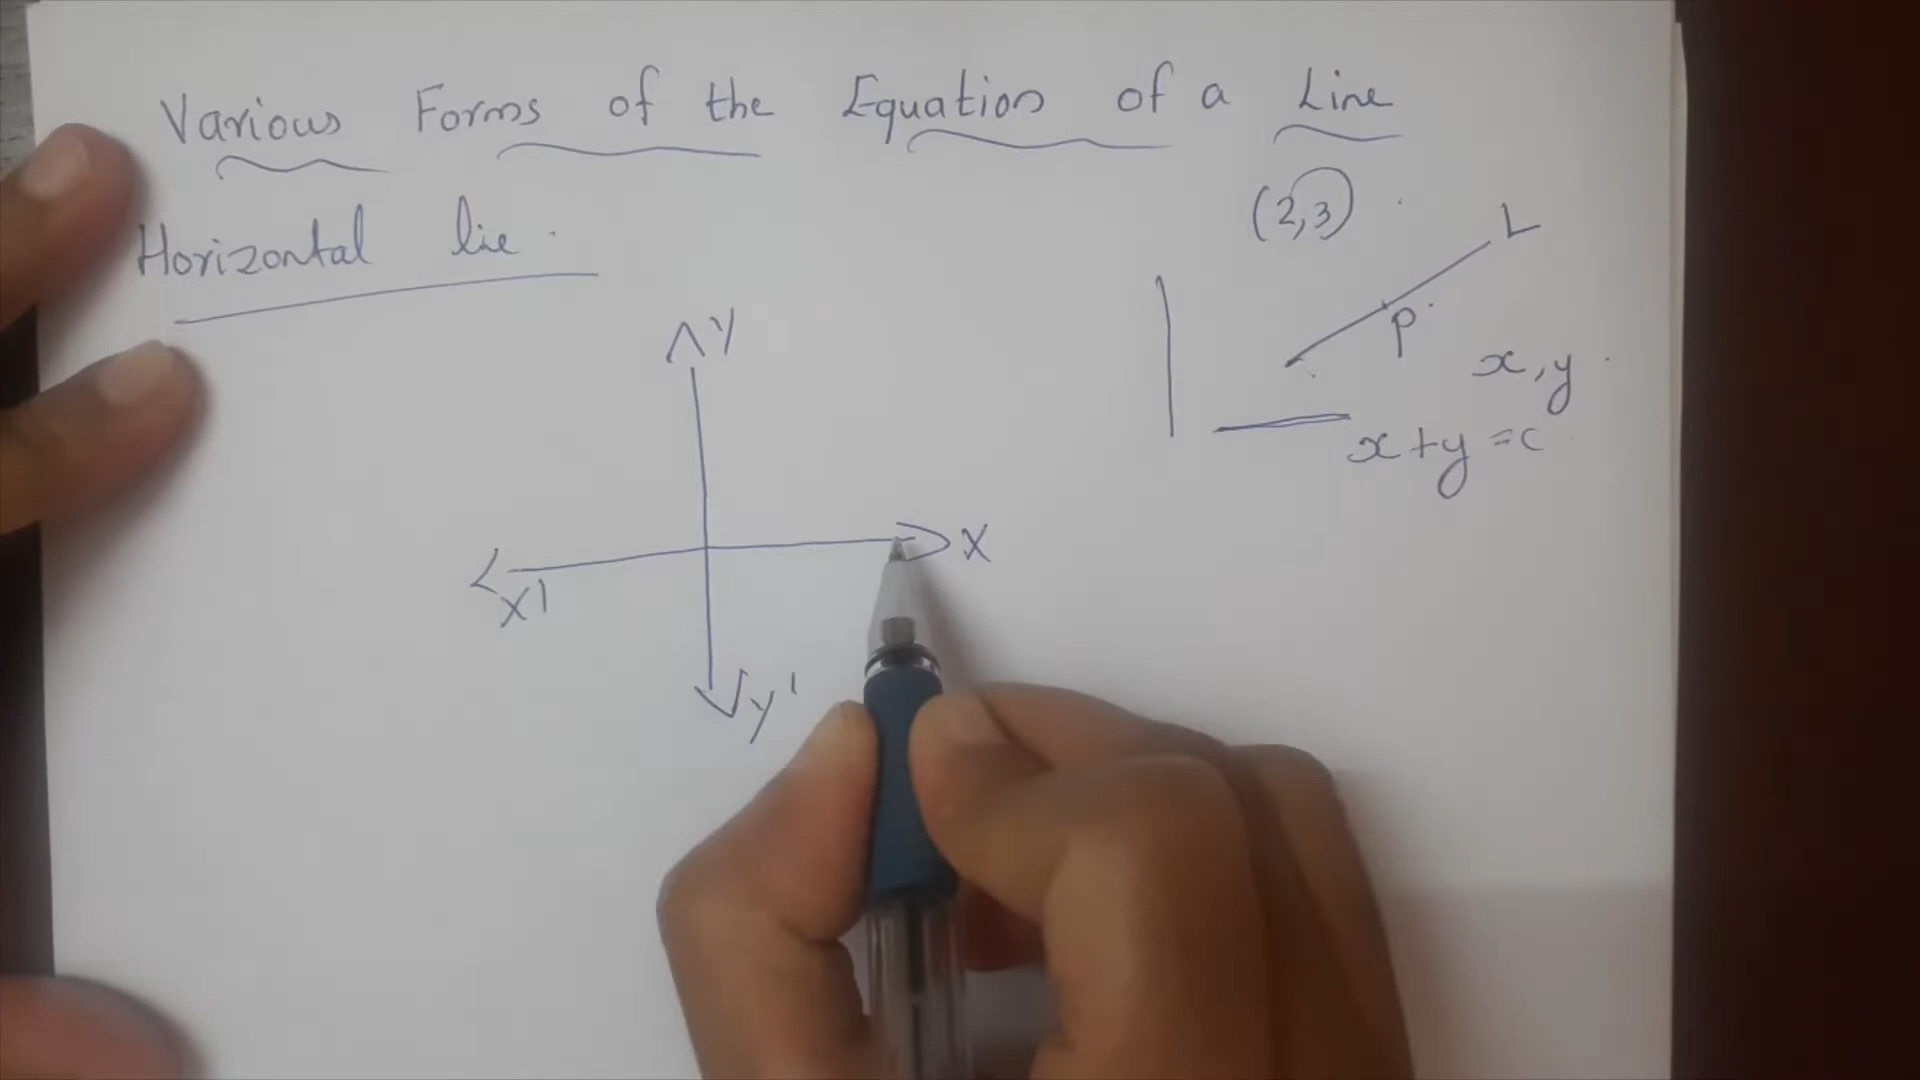 Various Forms of the Equation of a Line
Horizontal lie.
(2,3)
L
P
x, y
x+y=c
Y
X
X'
y'